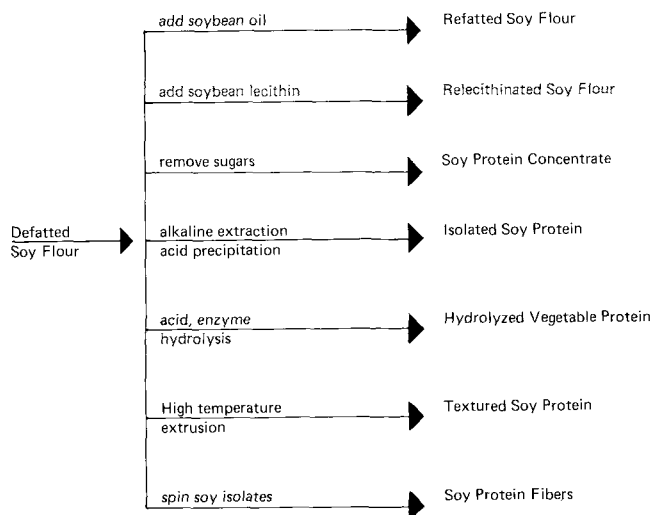 add soybean oil
Refatted Soy Flour
add soybean lecithin
Relecithinated Soy Flour
remove sugars
Soy Protein Concentrate
Defatted
Soy Flour
alkaline extraction
acid precipitation
Isolated Soy Protein
acid, enzyme
hydrolysis
Hydrolyzed Vegetable Protein
High temperature
extrusion
Textured Soy Protein
spin soy isolates
Soy Protein Fibers